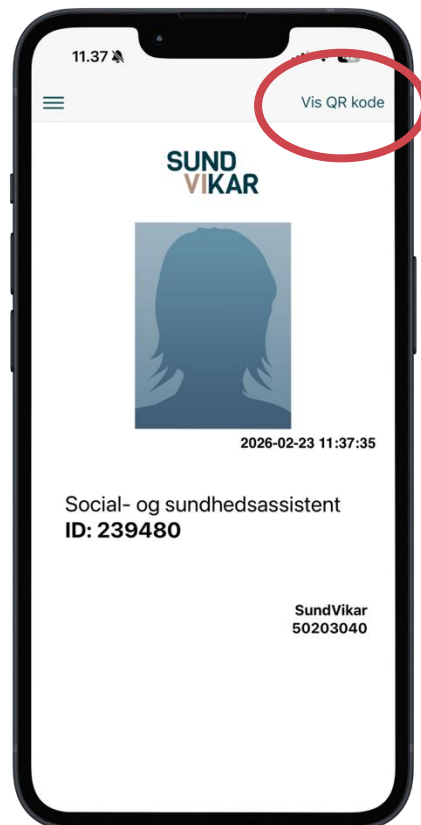 11.37
Vis QR kode
SUND
VIKAR
2026-02-23 11:37:35
Social- og sundhedsassistent
ID: 239480
SundVikar
50203040